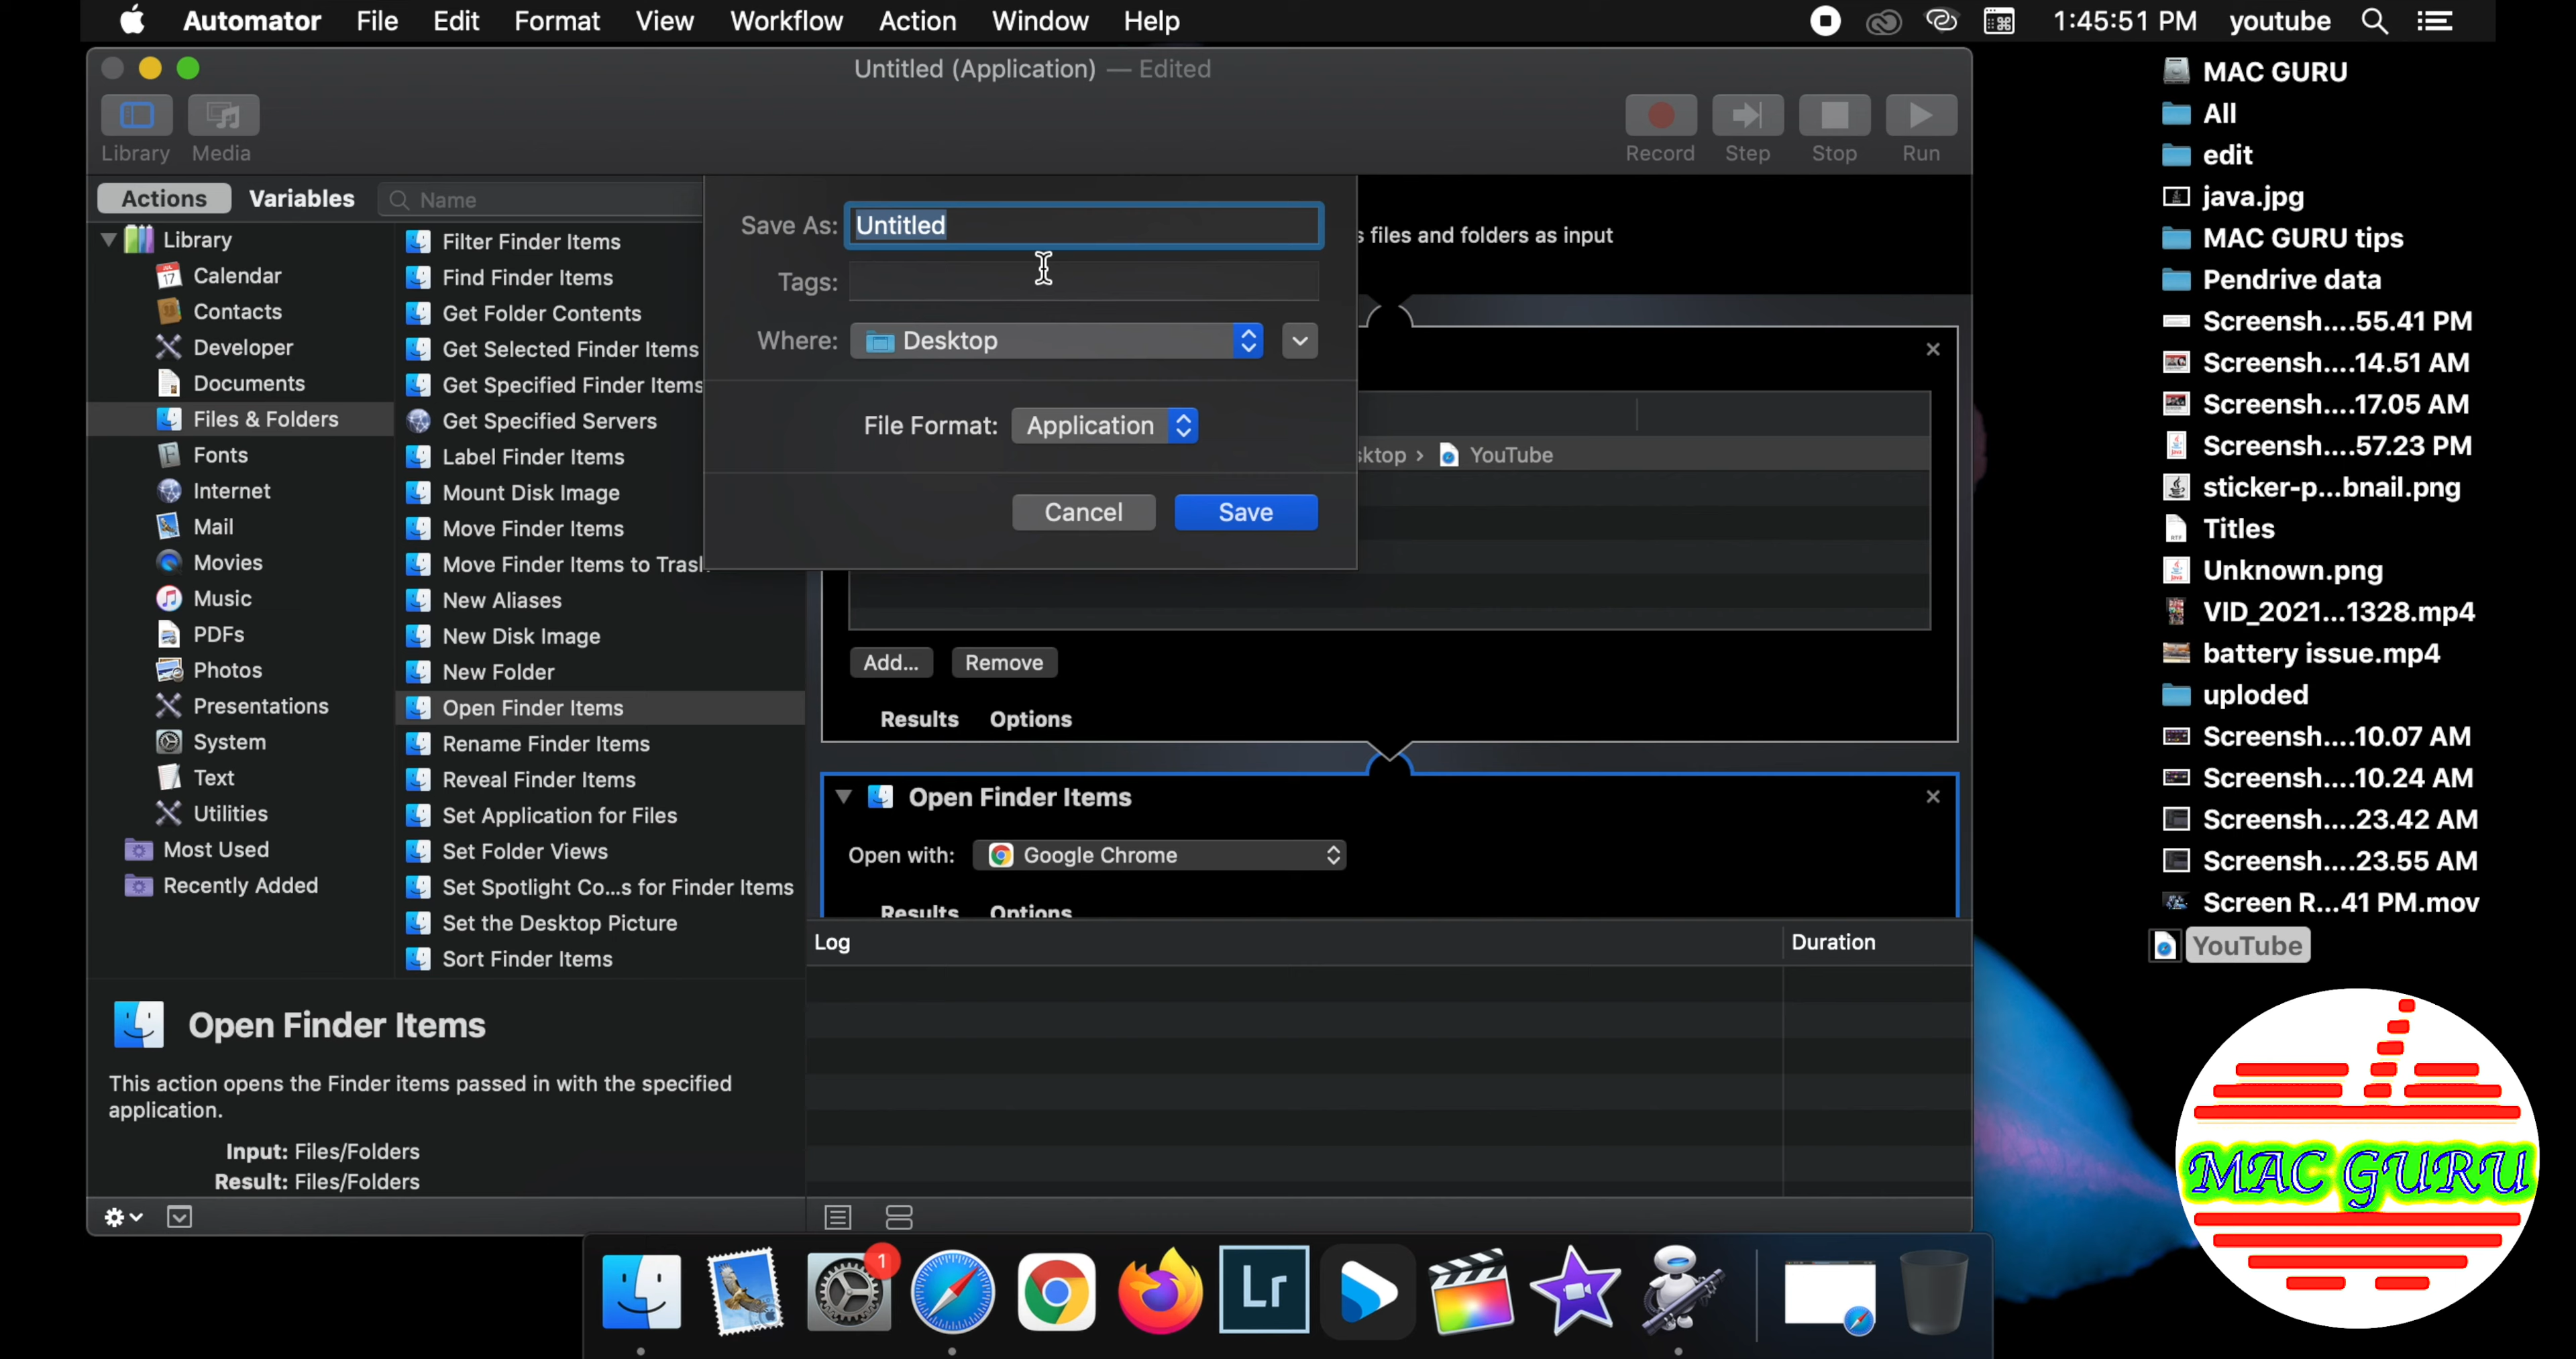 Automator File Edit Format View Workflow Action Window Help 1:45:51 PM youtube
Untitled (Application) — Edited
Library Media
Record Step Stop Run
Actions Variables Name
Library
Calendar
Contacts
Developer
Documents
Files & Folders
Fonts
Internet
Mail
Movies
Music
PDFs
Photos
Presentations
System
Text
Utilities
Most Used
Recently Added
Filter Finder Items
Find Finder Items
Get Folder Contents
Get Selected Finder Items
Get Specified Finder Items
Get Specified Servers
Label Finder Items
Mount Disk Image
Move Finder Items
Move Finder Items to Trash
New Aliases
New Disk Image
New Folder
Open Finder Items
Rename Finder Items
Reveal Finder Items
Set Application for Files
Set Folder Views
Set Spotlight Co...s for Finder Items
Set the Desktop Picture
Sort Finder Items
Open Finder Items
This action opens the Finder items passed in with the specified
application.
Input: Files/Folders
Result: Files/Folders
Save As: Untitled
Tags:
Where: Desktop
File Format: Application
Cancel Save
s files and folders as input
sktop › YouTube
Add... Remove
Results Options
Open Finder Items
Open with: Google Chrome
Results Options
Log Duration
MAC GURU
All
edit
java.jpg
MAC GURU tips
Pendrive data
Screensh....55.41 PM
Screensh....14.51 AM
Screensh....17.05 AM
Screensh....57.23 PM
sticker-p...bnail.png
Titles
Unknown.png
VID_2021...1328.mp4
battery issue.mp4
uploded
Screensh....10.07 AM
Screensh....10.24 AM
Screensh....23.42 AM
Screensh....23.55 AM
Screen R...41 PM.mov
YouTube
MAC GURU
1
Lr